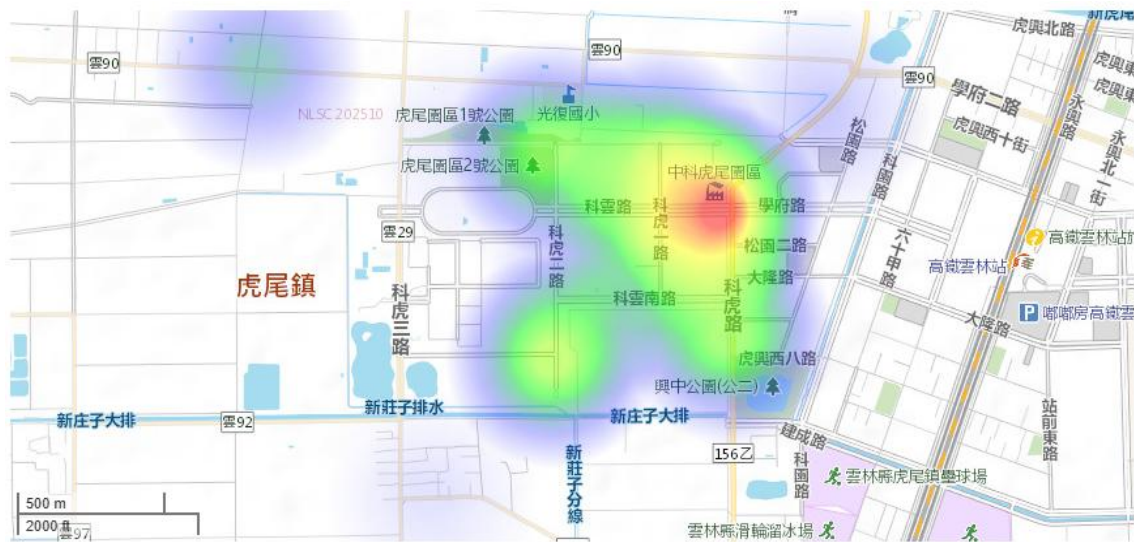 新虎尾
虎興北路
雲90
雲90
雲90
學府二路
虎興東
虎興東
永興路
NLSC 202510
虎尾園區1號公園
光復國小
虎興西十街
永興北一街
松園路
科園路
虎尾園區2號公園
中科虎尾園區
科雲路
科虎一路
學府路
雲29
科虎二路
松園二路
六十甲路
高鐵雲林站旅
高鐵雲林站
虎尾鎮
科虎三路
科雲南路
科虎路
大隆路
大隆路
嘟嘟房高鐵雲
P
虎興西八路
興中公園(公二)
新庄子大排
雲92
新莊子排水
新庄子大排
站前東路
建成路
156乙
科園路
新莊子分線
雲林縣虎尾鎮壘球場
500 m
2000 ft
雲97
雲林縣滑輪溜冰場